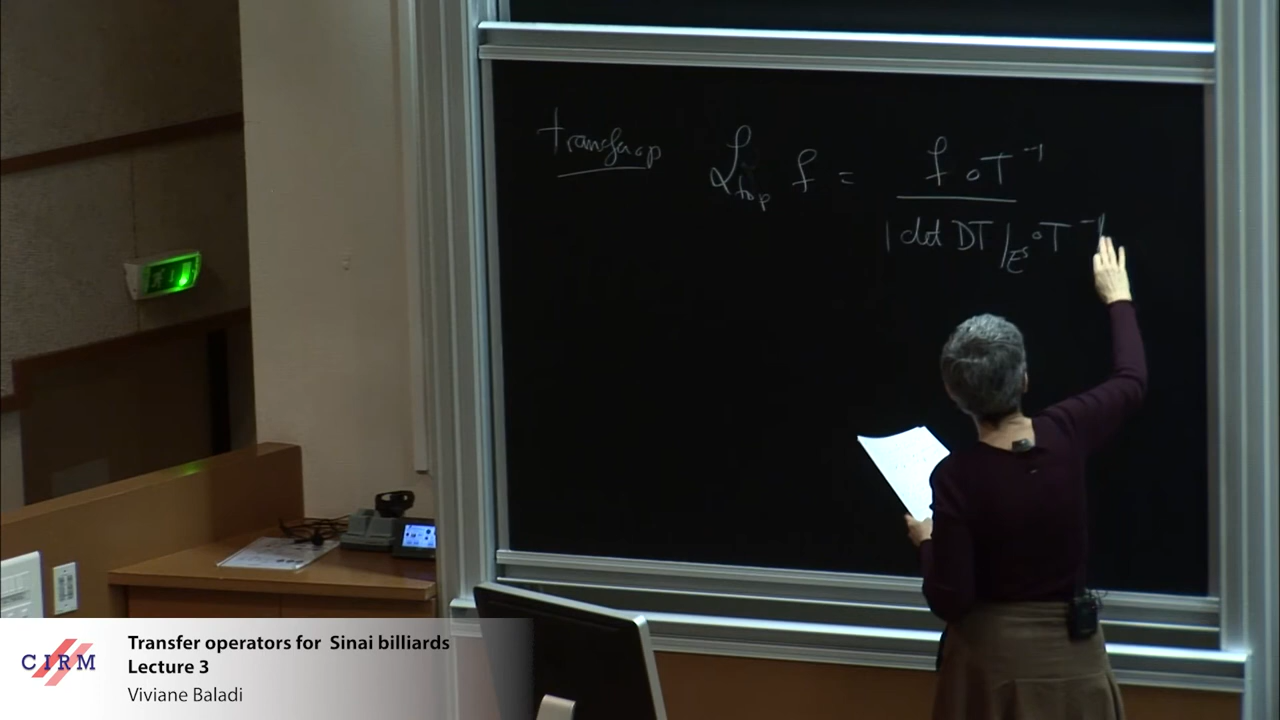 transf op ℒ_top f = f ∘ T⁻¹
| det DT |_{E^s} ∘ T⁻¹ |
CIRM
Transfer operators for Sinai billiards
Lecture 3
Viviane Baladi